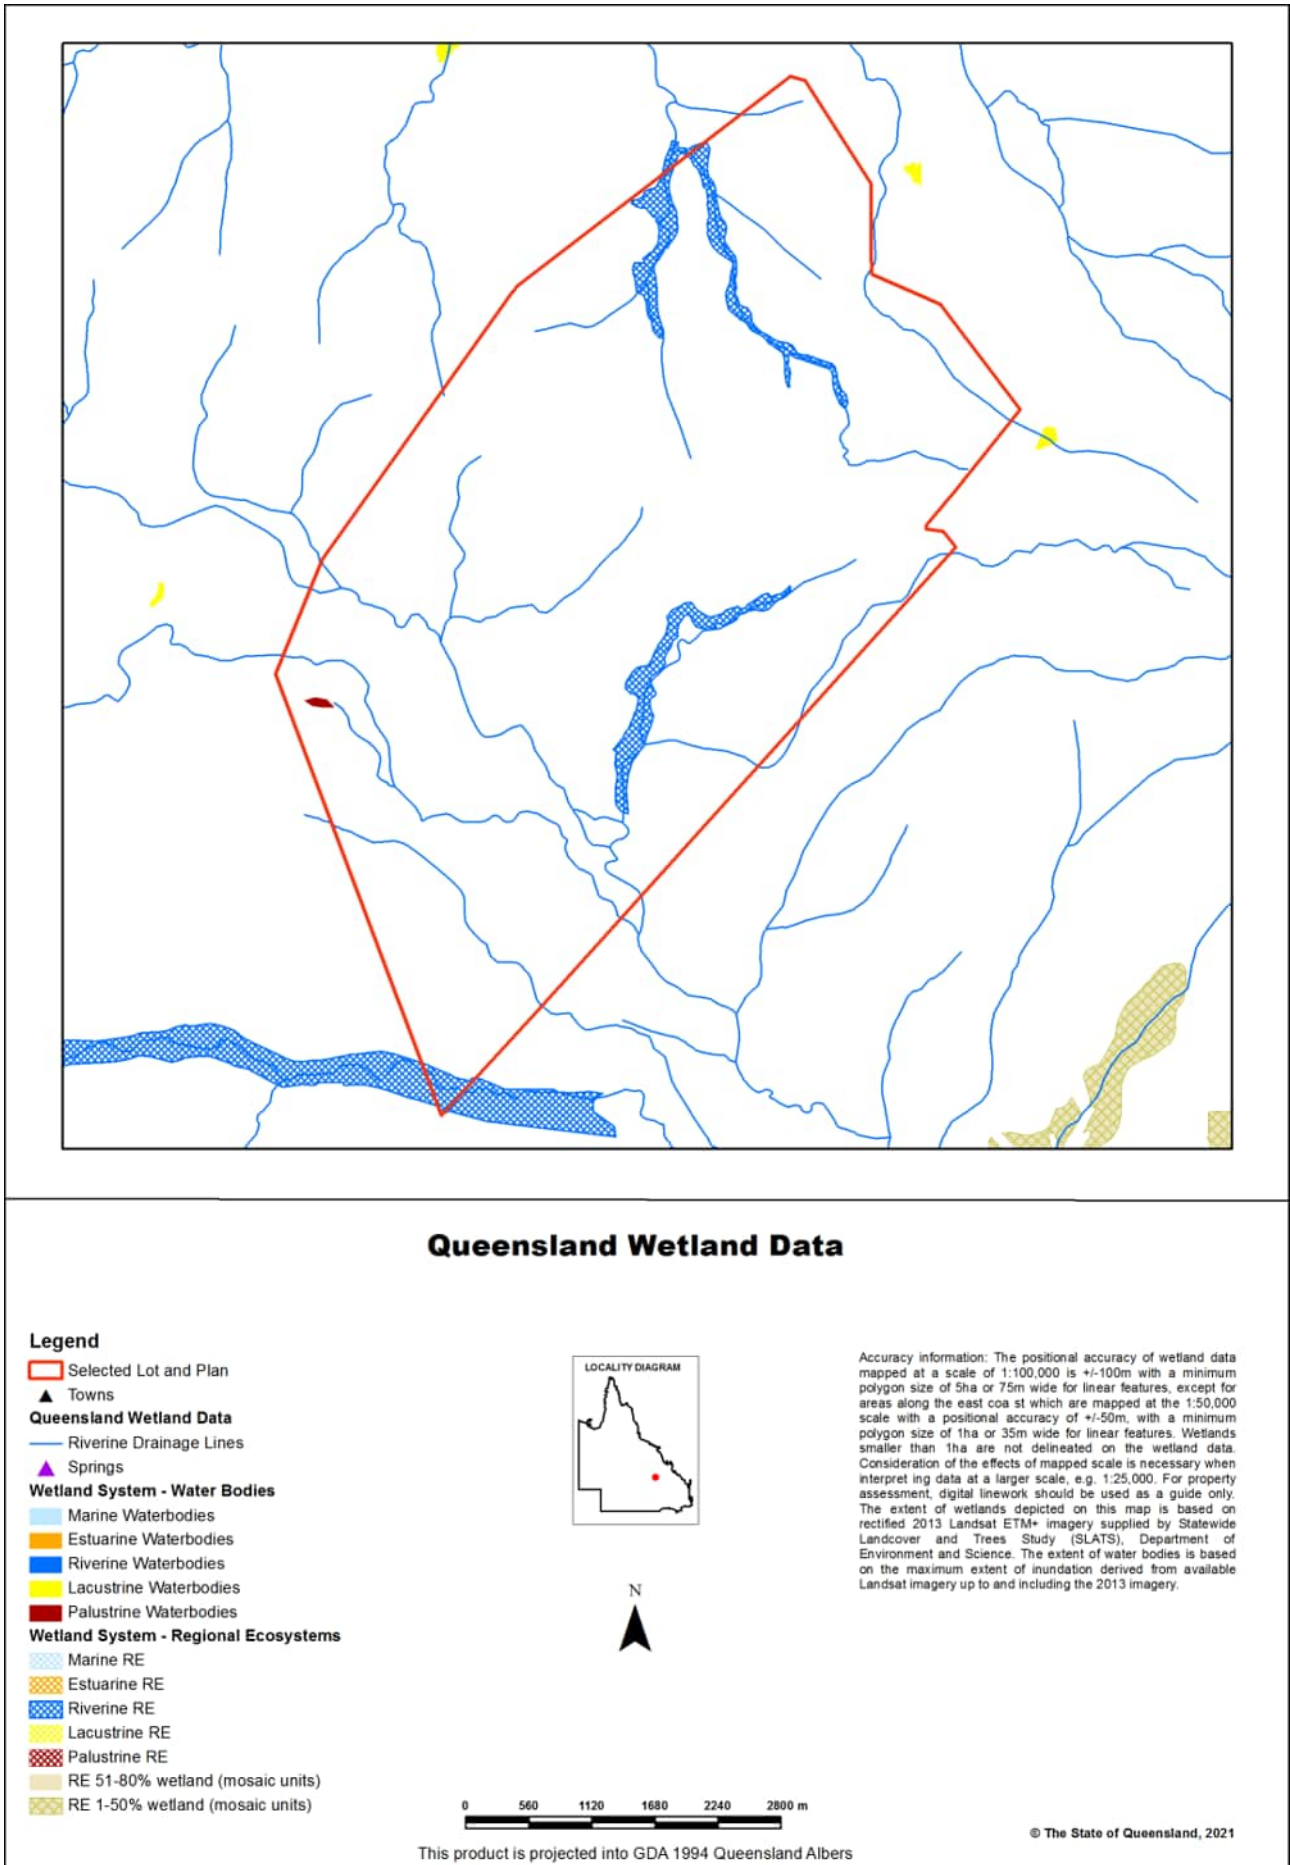 Queensland Wetland Data
Legend
Selected Lot and Plan
Towns
Queensland Wetland Data
Riverine Drainage Lines
Springs
Wetland System - Water Bodies
Marine Waterbodies
Estuarine Waterbodies
Riverine Waterbodies
Lacustrine Waterbodies
Palustrine Waterbodies
Wetland System - Regional Ecosystems
Marine RE
Estuarine RE
Riverine RE
Lacustrine RE
Palustrine RE
RE 51-80% wetland (mosaic units)
RE 1-50% wetland (mosaic units)
LOCALITY DIAGRAM
N
0 560 1120 1680 2240 2800 m
This product is projected into GDA 1994 Queensland Albers
Accuracy information: The positional accuracy of wetland data
mapped at a scale of 1:100,000 is +/-100m with a minimum
polygon size of 5ha or 75m wide for linear features, except for
areas along the east coa st which are mapped at the 1:50,000
scale with a positional accuracy of +/-50m, with a minimum
polygon size of 1ha or 35m wide for linear features. Wetlands
smaller than 1ha are not delineated on the wetland data.
Consideration of the effects of mapped scale is necessary when
interpret ing data at a larger scale, e.g. 1:25,000. For property
assessment, digital linework should be used as a guide only.
The extent of wetlands depicted on this map is based on
rectified 2013 Landsat ETM+ imagery supplied by Statewide
Landcover and Trees Study (SLATS), Department of
Environment and Science. The extent of water bodies is based
on the maximum extent of inundation derived from available
Landsat imagery up to and including the 2013 imagery.
© The State of Queensland, 2021